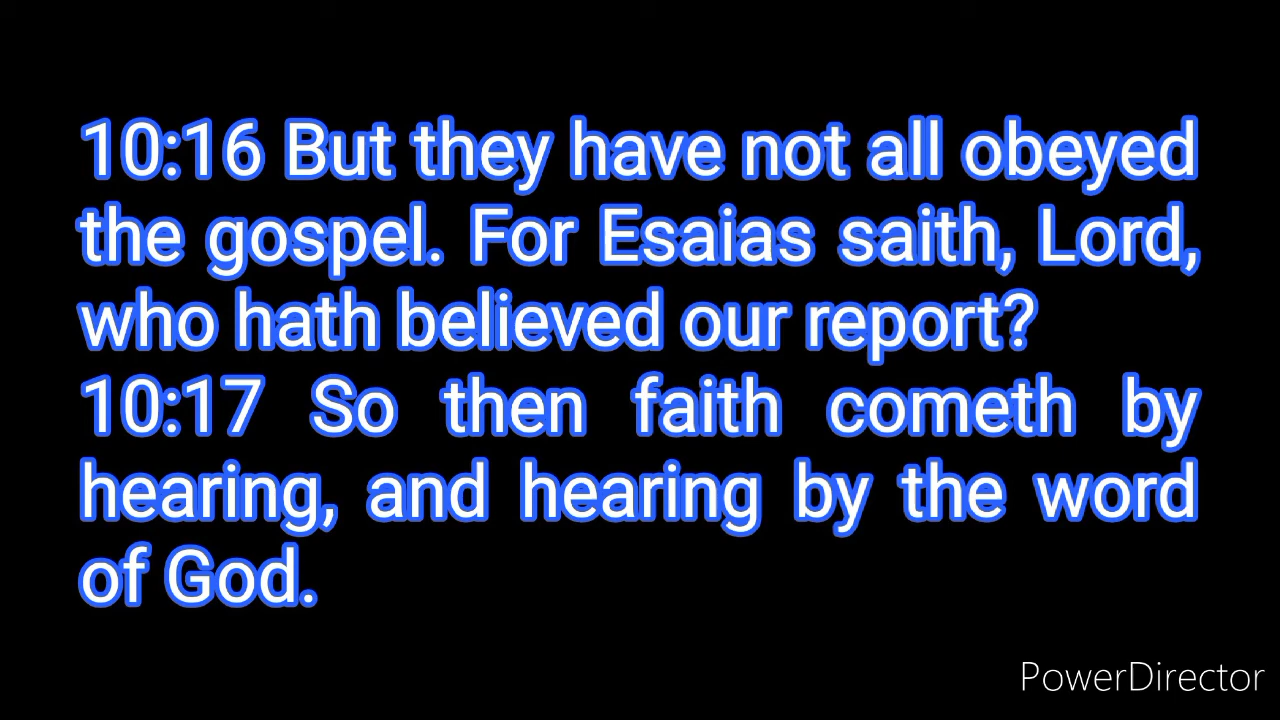 10:16 But they have not all obeyed
the gospel. For Esaias saith, Lord,
who hath believed our report?
10:17 So then faith cometh by
hearing, and hearing by the word
of God.
PowerDirector